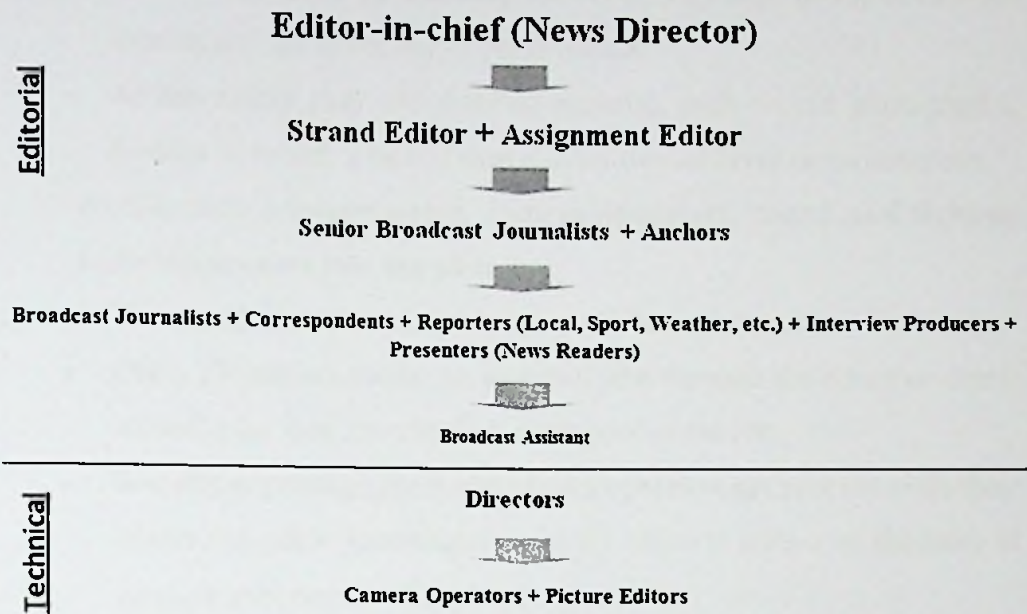 Editor-in-chief (News Director)
Editorial
Strand Editor + Assignment Editor
Senior Broadcast Journalists + Anchors
Broadcast Journalists + Correspondents + Reporters (Local, Sport, Weather, etc.) + Interview Producers +
Presenters (News Readers)
Broadcast Assistant
Technical
Directors
Camera Operators + Picture Editors